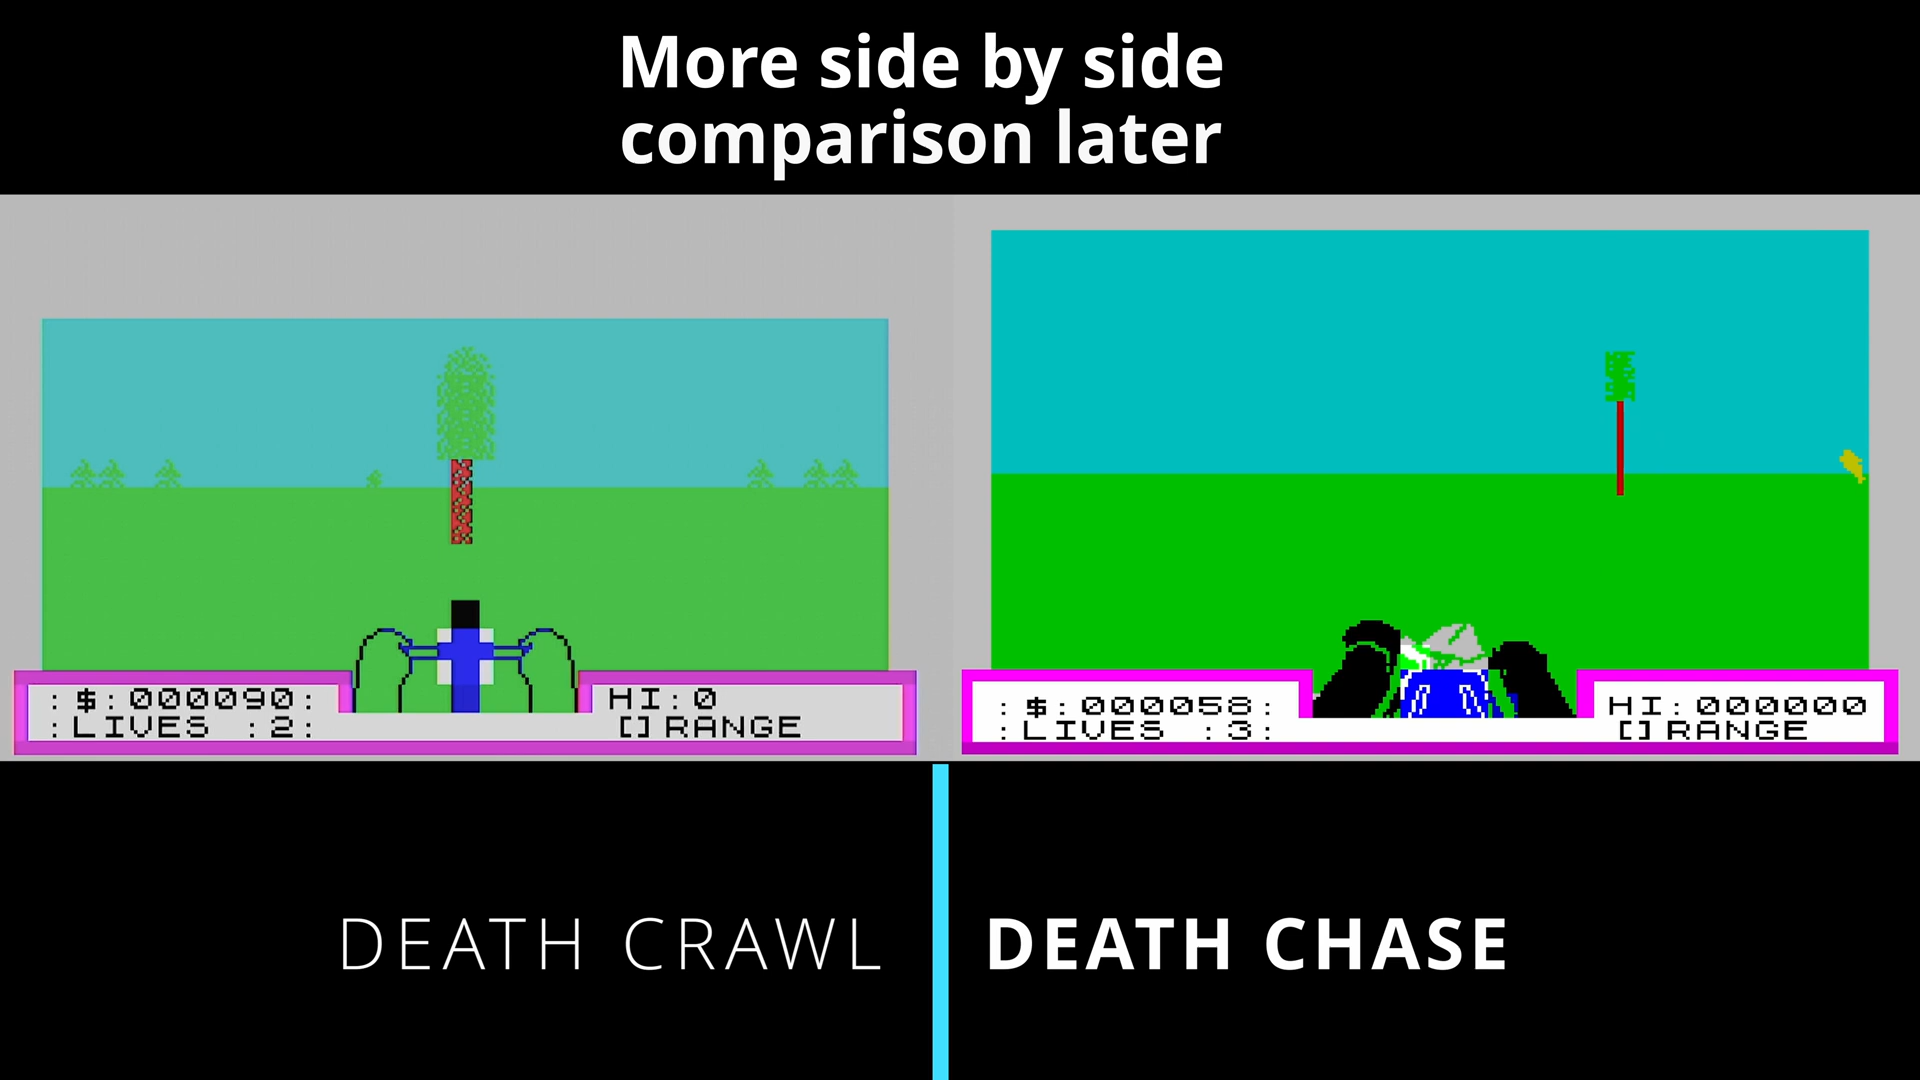 More side by side
comparison later
:$:000090:
:LIVES :2:
HI:0
[]RANGE
:$:000058:
:LIVES :3:
HI:000000
[]RANGE
DEATH CRAWL
DEATH CHASE